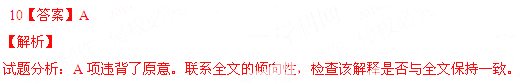 10【答案】A
【解析】
试题分析：A 项违背了原意。联系全文的倾向性，检查该解释是否与全文保持一致。